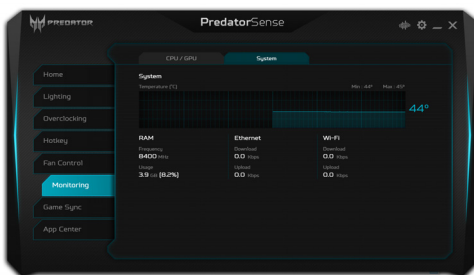 PREDATOR
PredatorSense
CPU / GPU
System
Home
Lighting
Overclocking
Hotkey
Fan Control
Monitoring
Game Sync
App Center
System
Temperature (°C)
Min : 44° Max : 45°
44°
RAM
Frequency
8400 MHz
Usage
3.9 GB (8.2%)
Ethernet
Download
0.0 Kbps
Upload
0.0 Kbps
Wi-Fi
Download
0.0 Kbps
Upload
0.0 Kbps